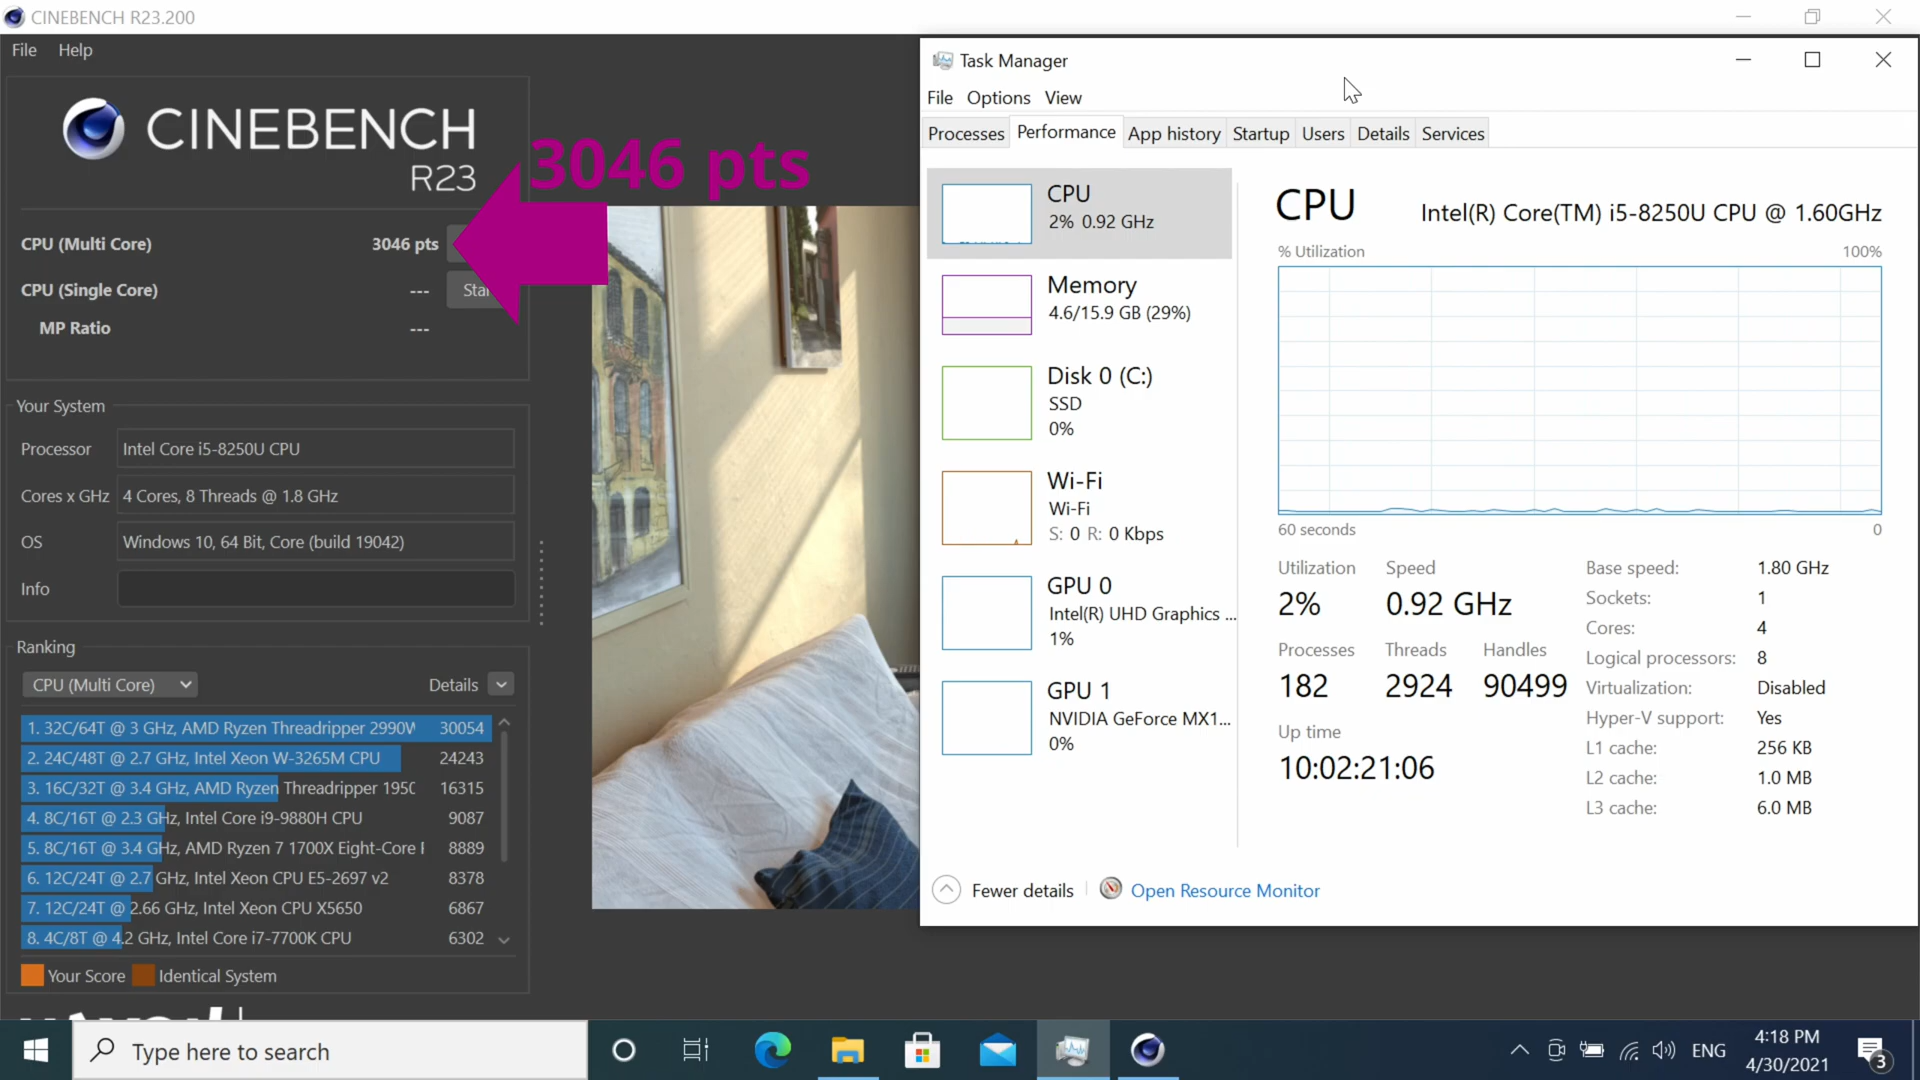 CINEBENCH R23.200
File Help
CINEBENCH
R23
3046 pts
CPU (Multi Core) 3046 pts
CPU (Single Core) ---
MP Ratio ---
Your System
Processor Intel Core i5-8250U CPU
Cores x GHz 4 Cores, 8 Threads @ 1.8 GHz
OS Windows 10, 64 Bit, Core (build 19042)
Info
Ranking
CPU (Multi Core) Details
1. 32C/64T @ 3 GHz, AMD Ryzen Threadripper 2990W 30054
2. 24C/48T @ 2.7 GHz, Intel Xeon W-3265M CPU 24243
3. 16C/32T @ 3.4 GHz, AMD Ryzen Threadripper 1950 16315
4. 8C/16T @ 2.3 GHz, Intel Core i9-9880H CPU 9087
5. 8C/16T @ 3.4 GHz, AMD Ryzen 7 1700X Eight-Core 8889
6. 12C/24T @ 2.7 GHz, Intel Xeon CPU E5-2697 v2 8378
7. 12C/24T @ 2.66 GHz, Intel Xeon CPU X5650 6867
8. 4C/8T @ 4.2 GHz, Intel Core i7-7700K CPU 6302
Your Score Identical System
Task Manager
File Options View
Processes Performance App history Startup Users Details Services
CPU
2% 0.92 GHz
Memory
4.6/15.9 GB (29%)
Disk 0 (C:)
SSD
0%
Wi-Fi
Wi-Fi
S: 0 R: 0 Kbps
GPU 0
Intel(R) UHD Graphics ...
1%
GPU 1
NVIDIA GeForce MX1...
0%
CPU Intel(R) Core(TM) i5-8250U CPU @ 1.60GHz
% Utilization 100%
60 seconds 0
Utilization Speed
2% 0.92 GHz
Processes Threads Handles
182 2924 90499
Up time
10:02:21:06
Base speed: 1.80 GHz
Sockets: 1
Cores: 4
Logical processors: 8
Virtualization: Disabled
Hyper-V support: Yes
L1 cache: 256 KB
L2 cache: 1.0 MB
L3 cache: 6.0 MB
Fewer details Open Resource Monitor
Type here to search
ENG
4:18 PM
4/30/2021
3